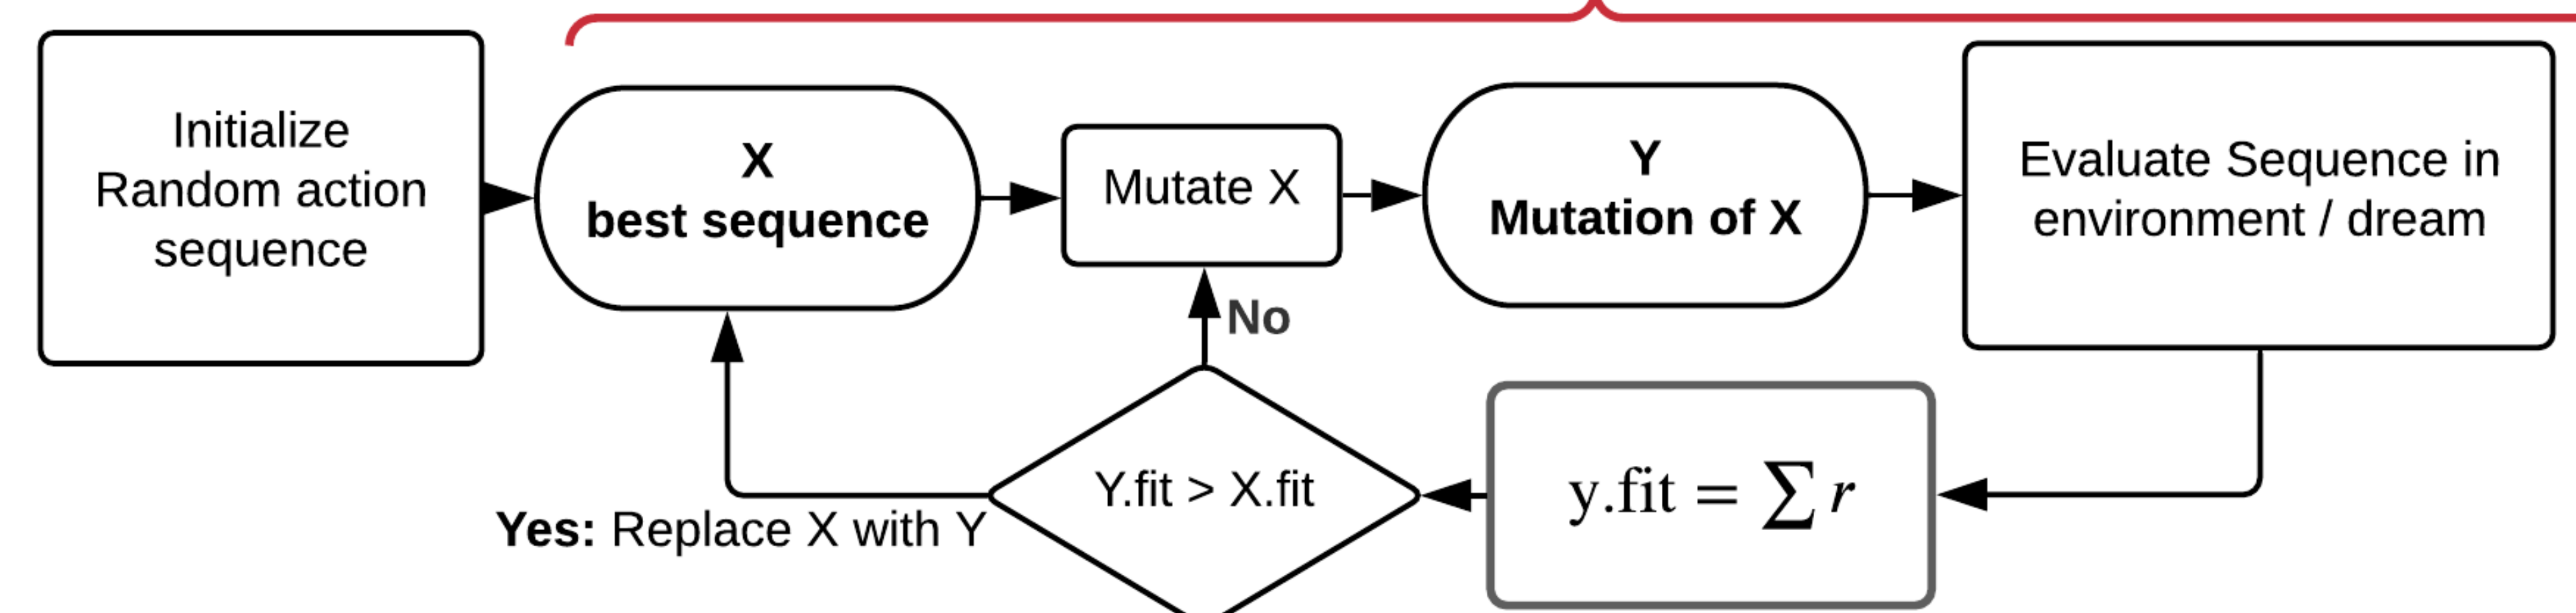 Initialize
Random action
sequence
X
best sequence
Mutate X
Y
Mutation of X
Evaluate Sequence in
environment / dream
No
Y.fit > X.fit
y.fit = ∑ r
Yes: Replace X with Y